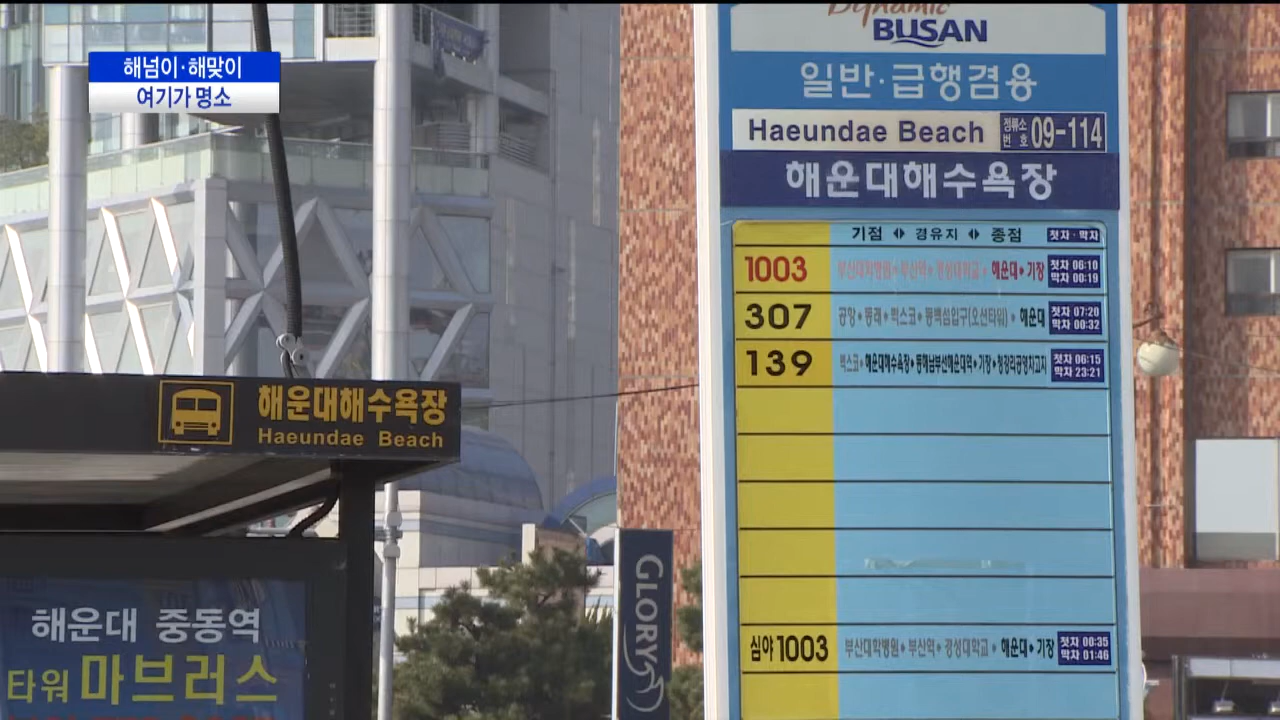 해넘이·해맞이
여기가 명소
Dynamic
BUSAN
일반·급행겸용
Haeundae Beach 정류소 번호 09-114
해운대해수욕장
기점 경유지 종점 첫차·막차
1003 부산대학병원 부산역 경성대학교 해운대 기장 첫차 06:10 막차 00:19
307 공항 동래 벡스코 동백섬입구(오션타워) 해운대 첫차 07:20 막차 00:32
139 벡스코 해운대해수욕장 동해남부선해운대역 기장 청강리공영차고지 첫차 06:15 막차 23:21
심야 1003 부산대학병원 부산역 경성대학교 해운대 기장 첫차 00:35 막차 01:46
해운대해수욕장
Haeundae Beach
GLORY
해운대 중동역
타워 마브러스